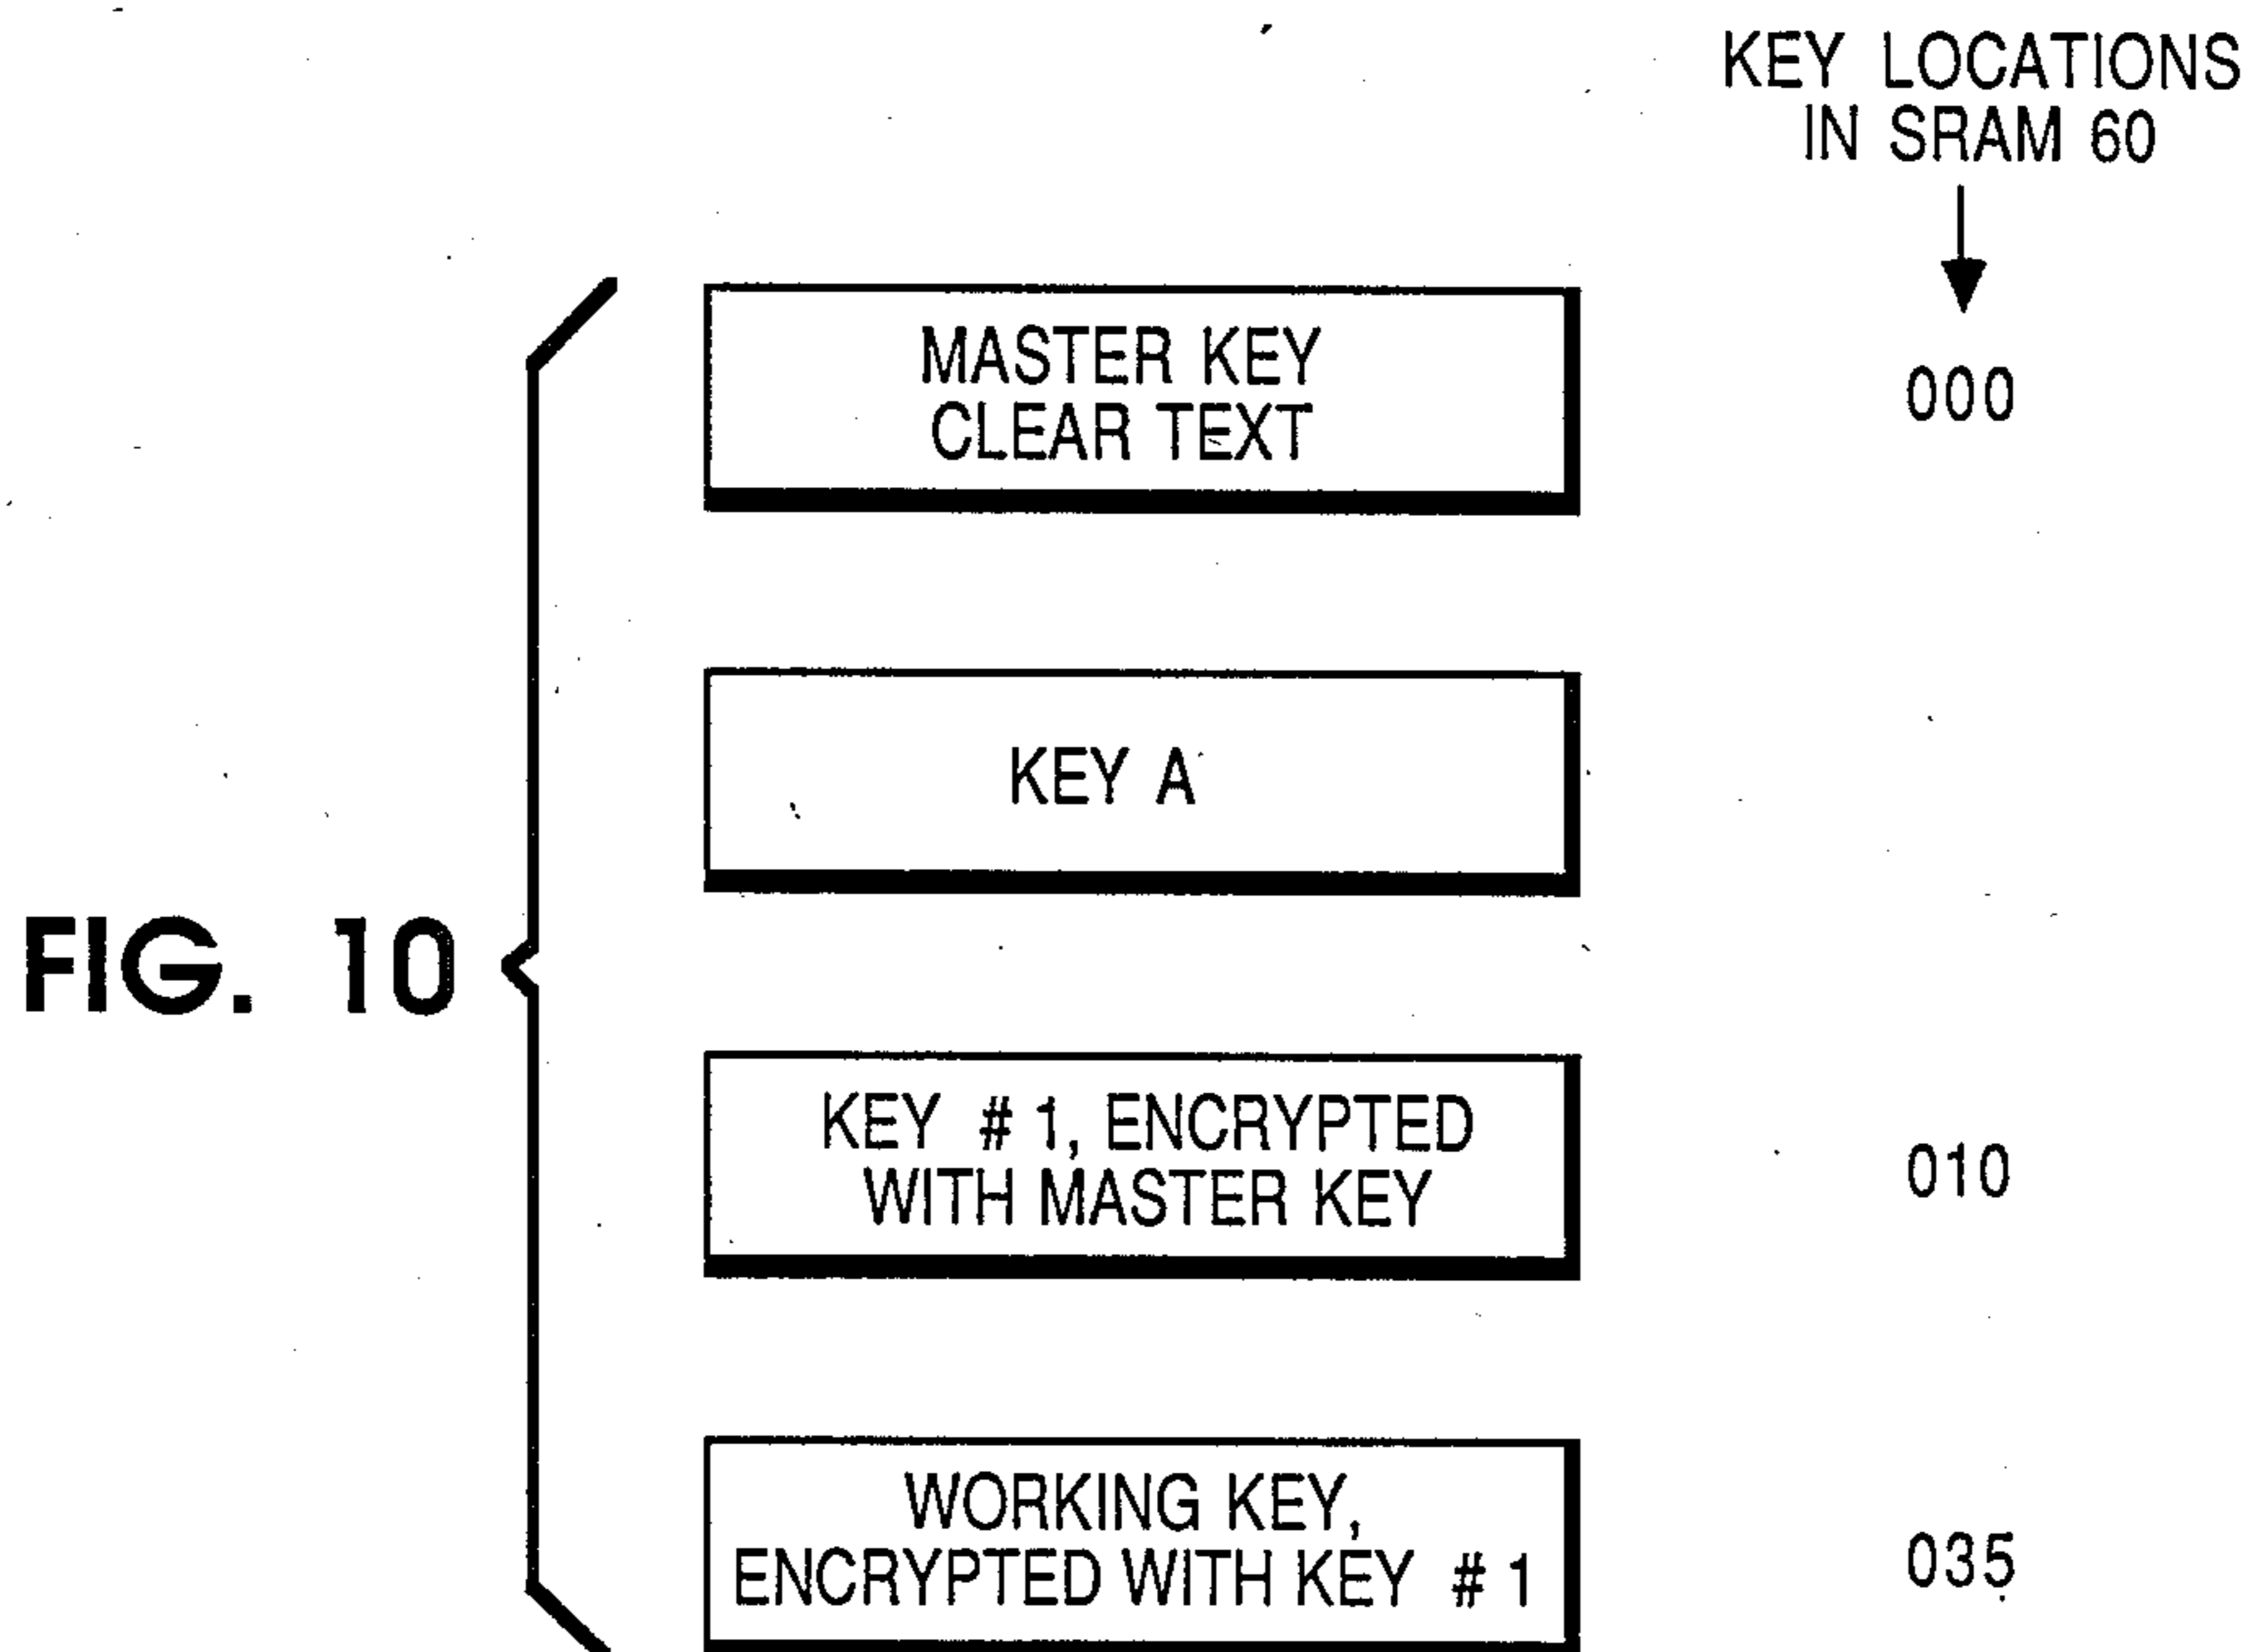 KEY LOCATIONS
IN SRAM 60
MASTER KEY
CLEAR TEXT
000
KEY A
FIG. 10
KEY # 1, ENCRYPTED
WITH MASTER KEY
010
WORKING KEY,
ENCRYPTED WITH KEY # 1
035